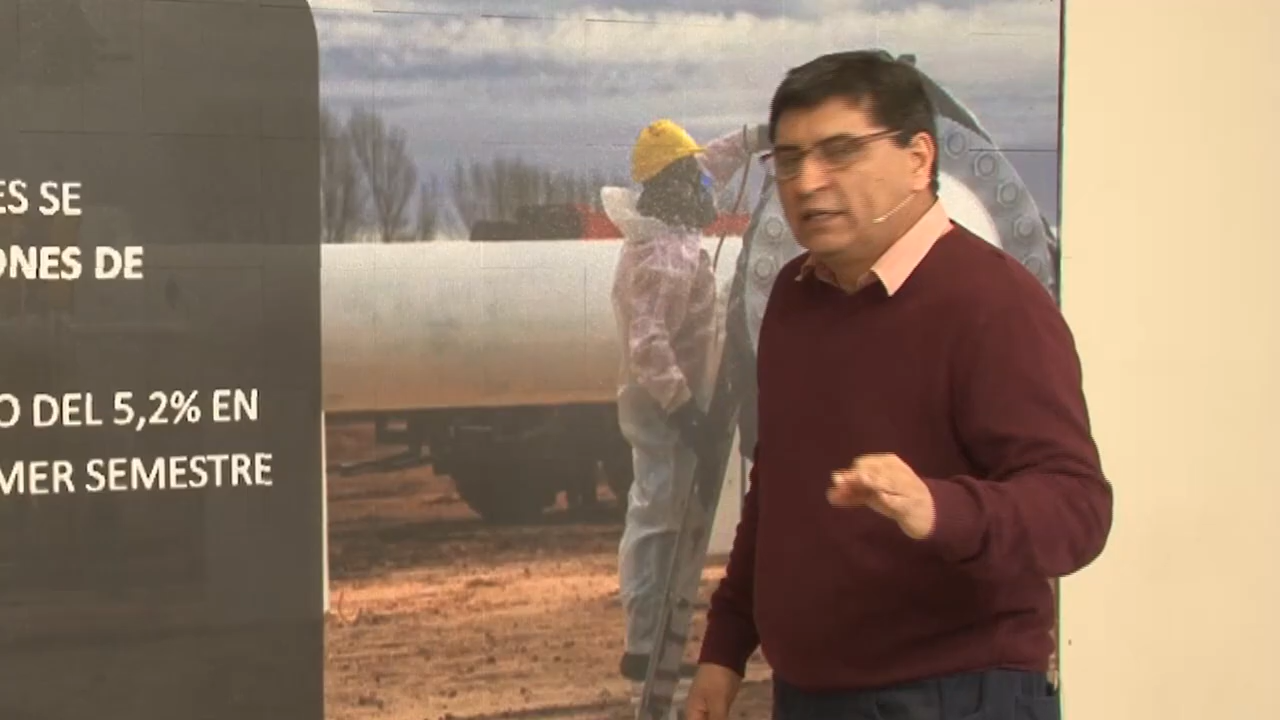 ES SE
ONES DE
O DEL 5,2% EN
MER SEMESTRE